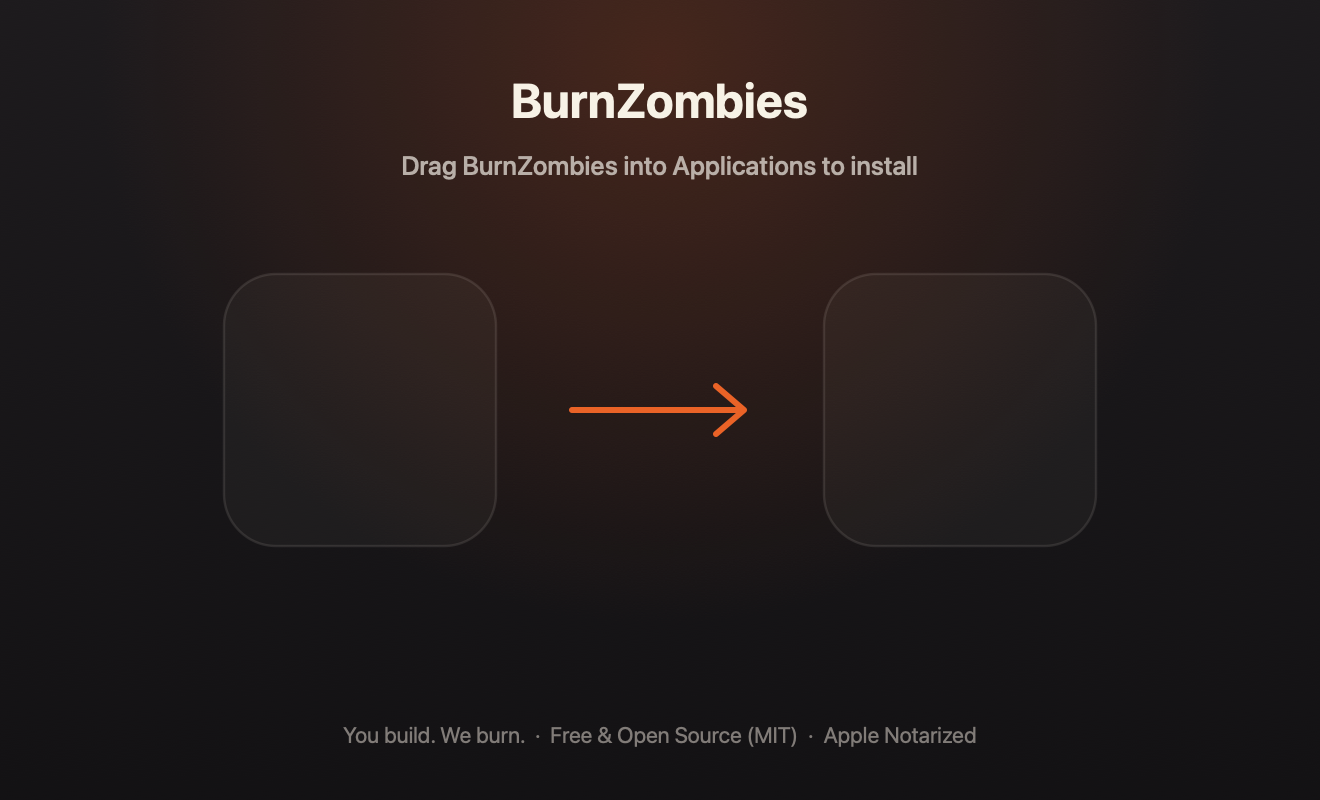 BurnZombies
Drag BurnZombies into Applications to install
You build. We burn. · Free & Open Source (MIT) · Apple Notarized